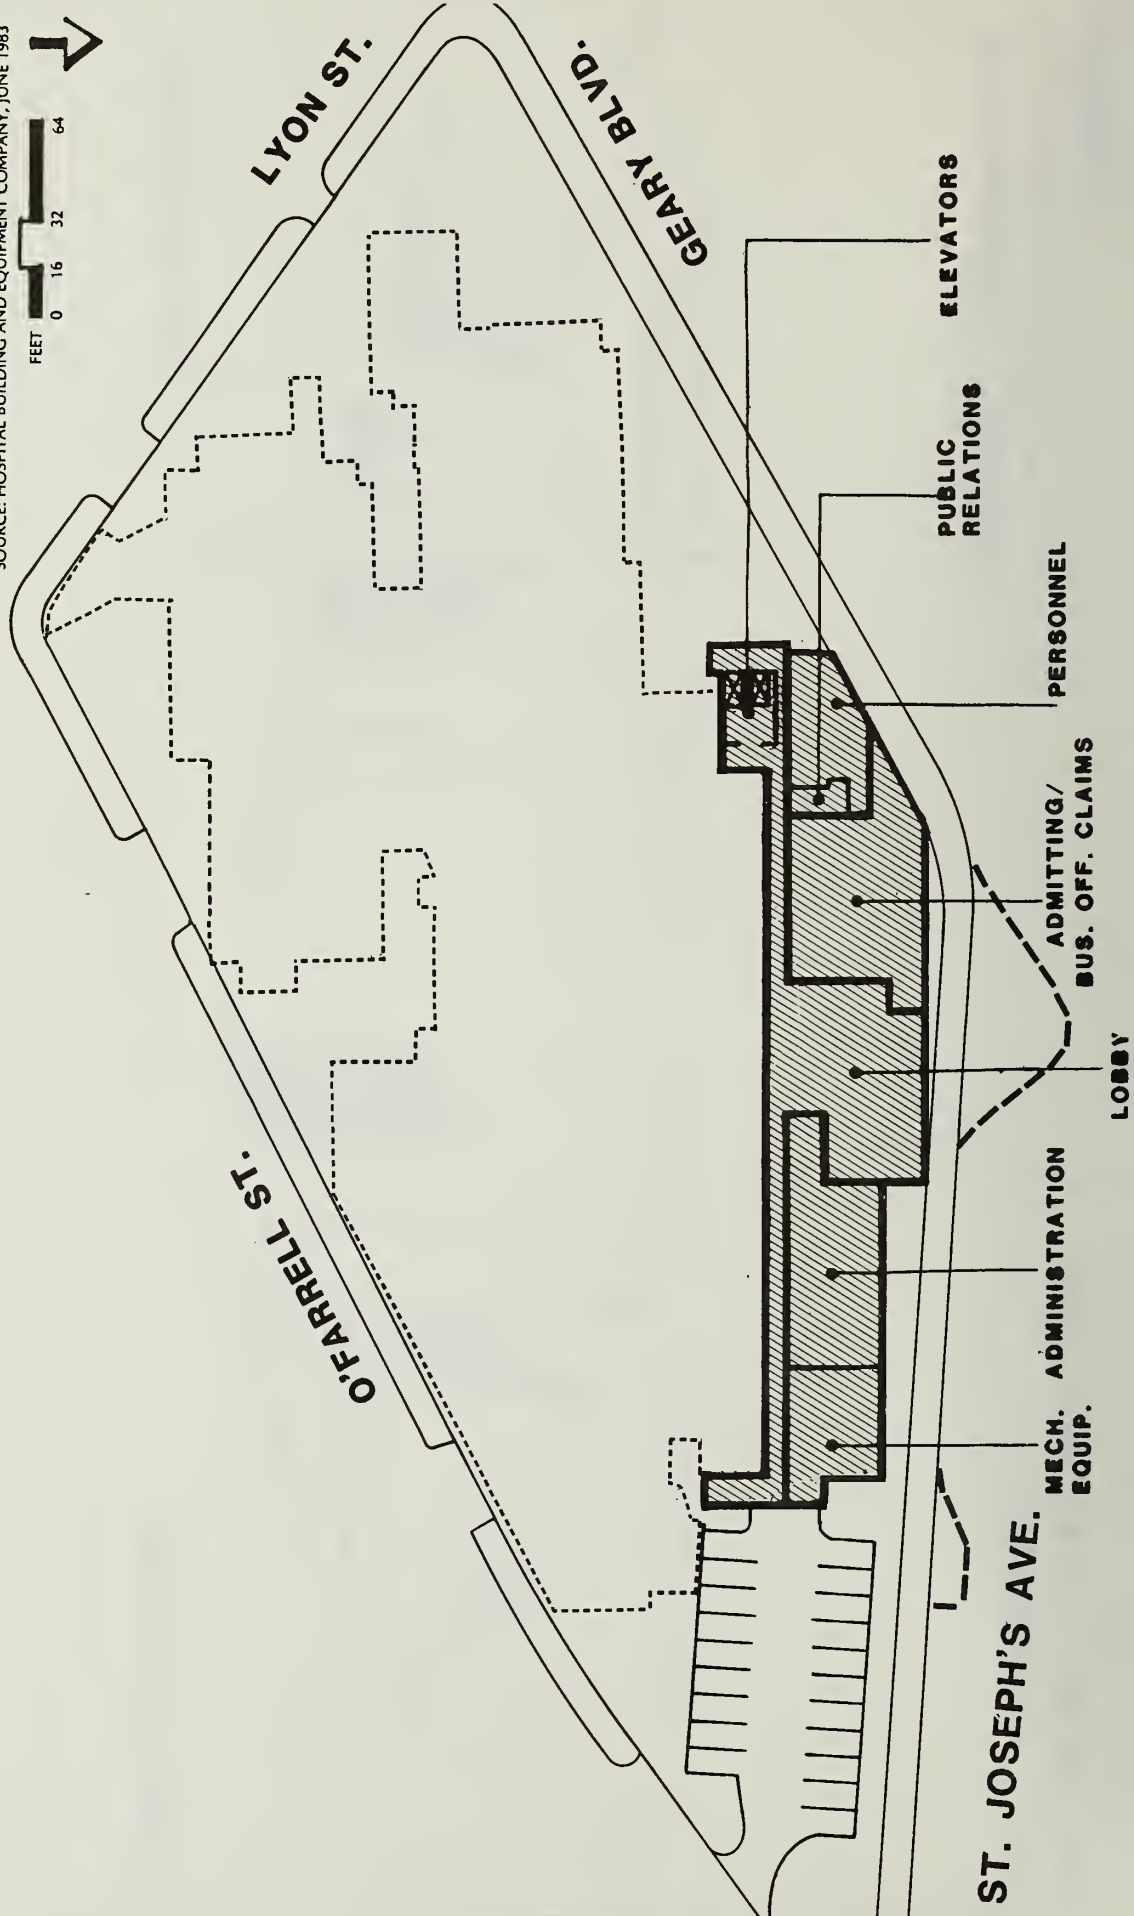 SOURCE: HOSPITAL BUILDING AND EQUIPMENT COMPANY, JUNE 1983
FEET
0 16 32 64
LYON ST.
GEARY BLVD.
O'FARRELL ST.
ELEVATORS
PUBLIC
RELATIONS
PERSONNEL
ADMITTING/
BUS. OFF. CLAIMS
LOBBY
ADMINISTRATION
MECH.
EQUIP.
ST. JOSEPH'S AVE.